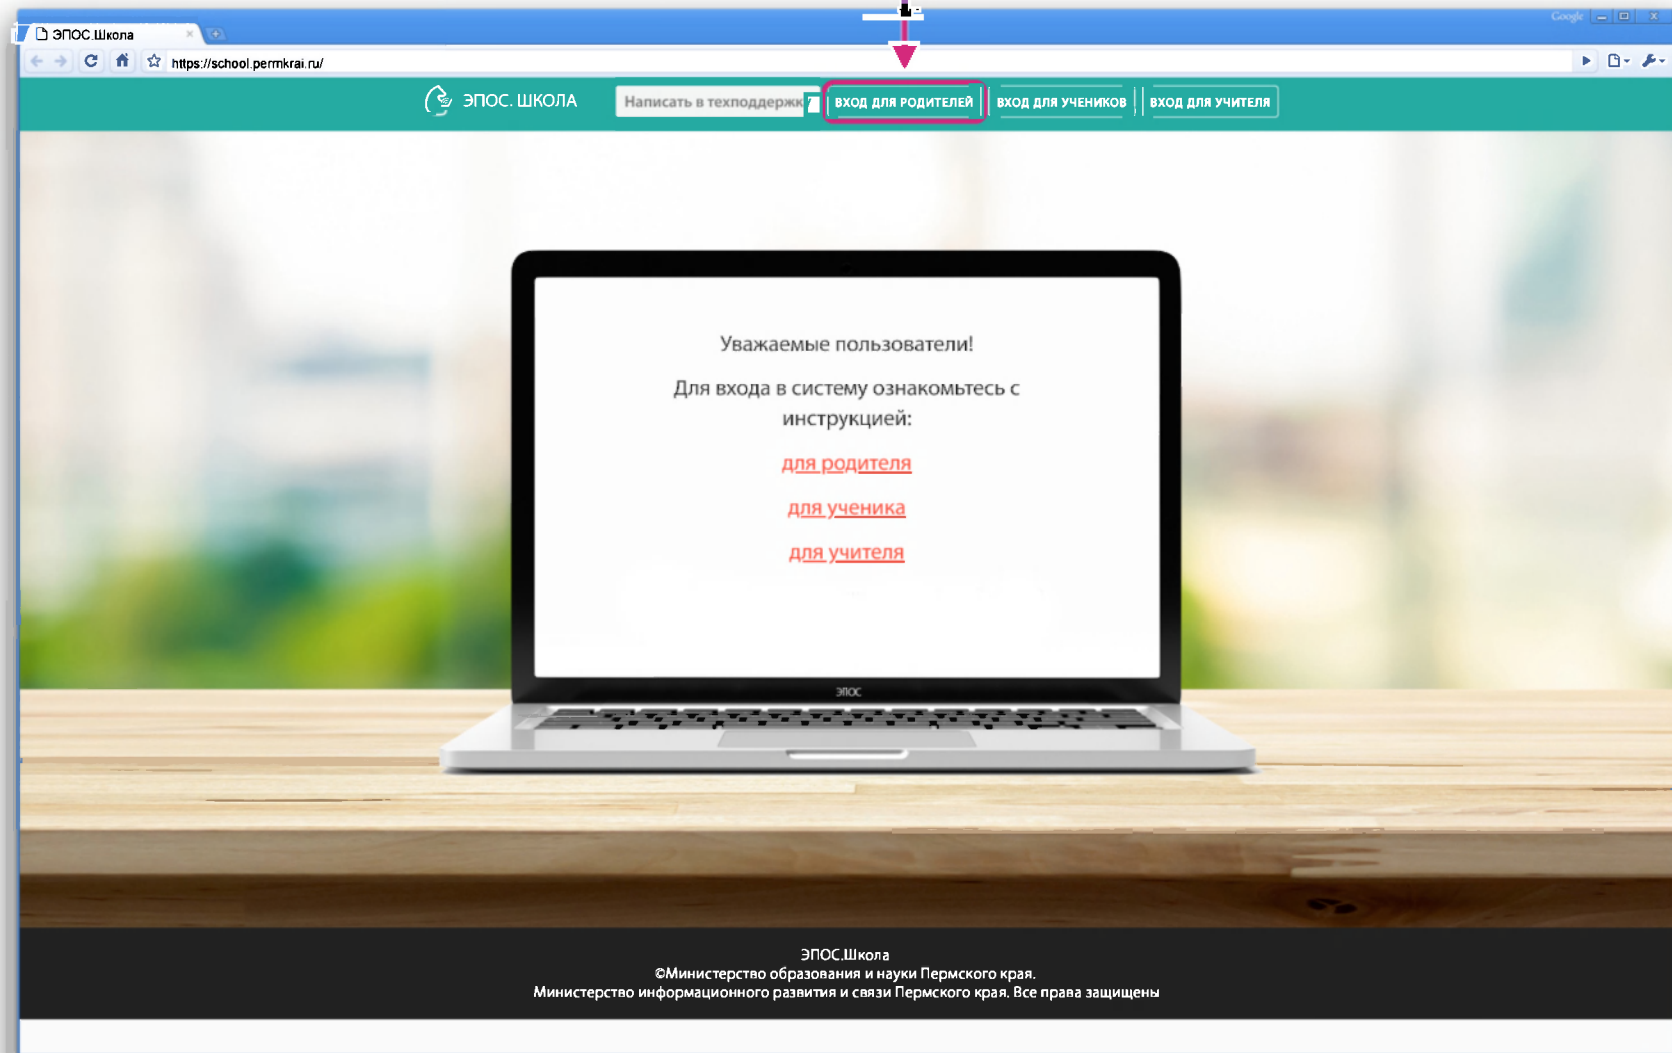 Google
ЭПОС.Школа
https://school.permkrai.ru/
ЭПОС. ШКОЛА
Написать в техподдержку
ВХОД ДЛЯ РОДИТЕЛЕЙ
ВХОД ДЛЯ УЧЕНИКОВ
ВХОД ДЛЯ УЧИТЕЛЯ
Уважаемые пользователи!
Для входа в систему ознакомьтесь с
инструкцией:
для родителя
для ученика
для учителя
ЭПОС
ЭПОС.Школа
©Министерство образования и науки Пермского края.
Министерство информационного развития и связи Пермского края. Все права защищены